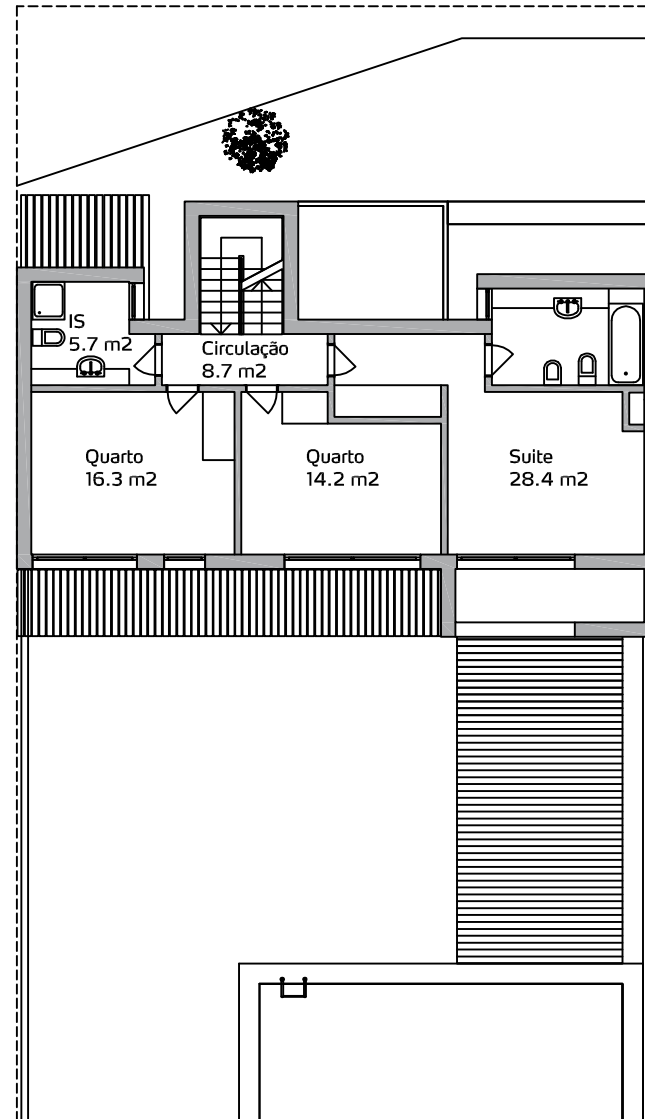 IS
5.7 m2
Circulação
8.7 m2
Quarto
16.3 m2
Quarto
14.2 m2
Suite
28.4 m2